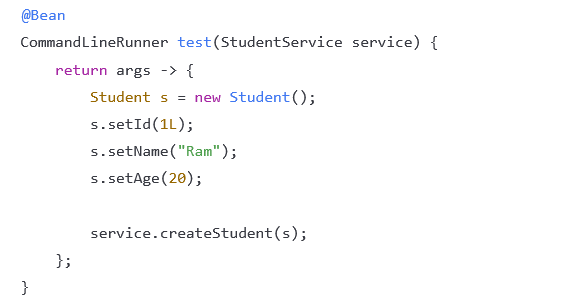 @Bean
CommandLineRunner test(StudentService service) {
    return args -> {
        Student s = new Student();
        s.setId(1L);
        s.setName("Ram");
        s.setAge(20);

        service.createStudent(s);
    };
}